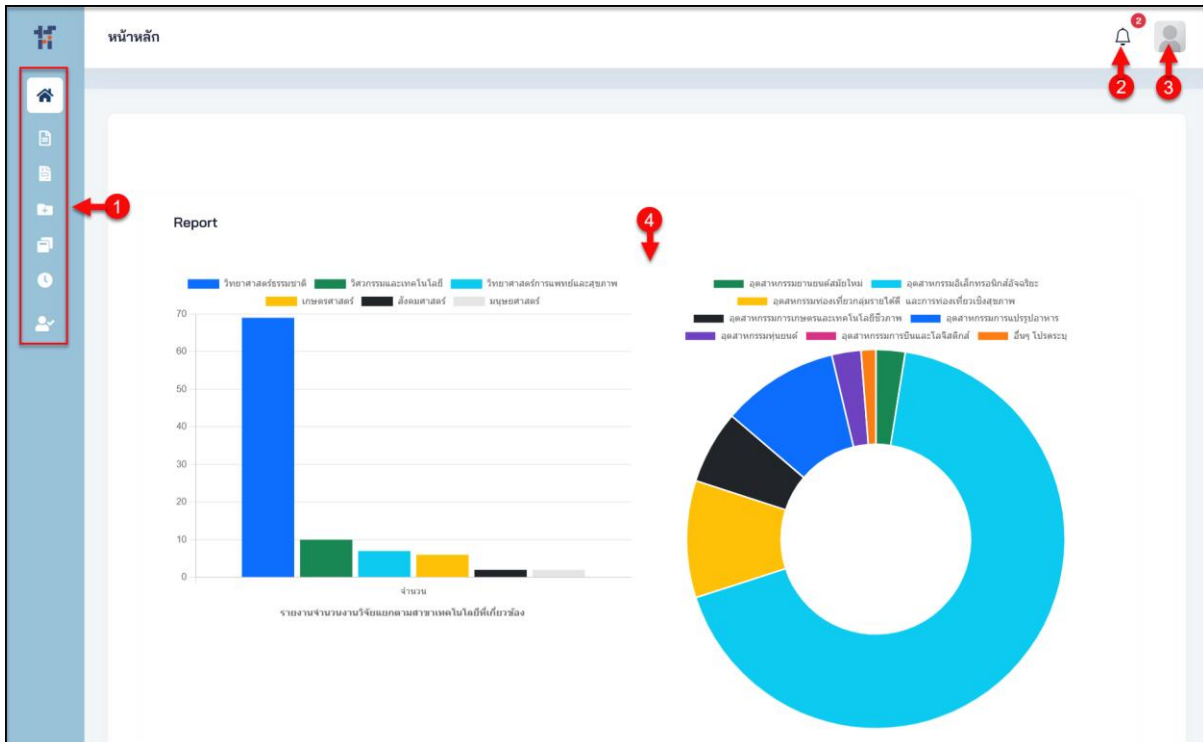 หน้าหลัก
2
2
3
1
Report
4
วิทยาศาสตร์ธรรมชาติ วิศวกรรมและเทคโนโลยี วิทยาศาสตร์การแพทย์และสุขภาพ
เกษตรศาสตร์ สังคมศาสตร์ มนุษยศาสตร์
70
60
50
40
30
20
10
0
จำนวน
รายงานจำนวนงานวิจัยแยกตามสาขาเทคโนโลยีที่เกี่ยวข้อง
อุตสาหกรรมยานยนต์สมัยใหม่ อุตสาหกรรมอิเล็กทรอนิกส์อัจฉริยะ
อุตสาหกรรมท่องเที่ยวกลุ่มรายได้ดี และการท่องเที่ยวเชิงสุขภาพ
อุตสาหกรรมการเกษตรและเทคโนโลยีชีวภาพ อุตสาหกรรมการแปรรูปอาหาร
อุตสาหกรรมหุ่นยนต์ อุตสาหกรรมการบินและโลจิสติกส์ อื่นๆ โปรดระบุ